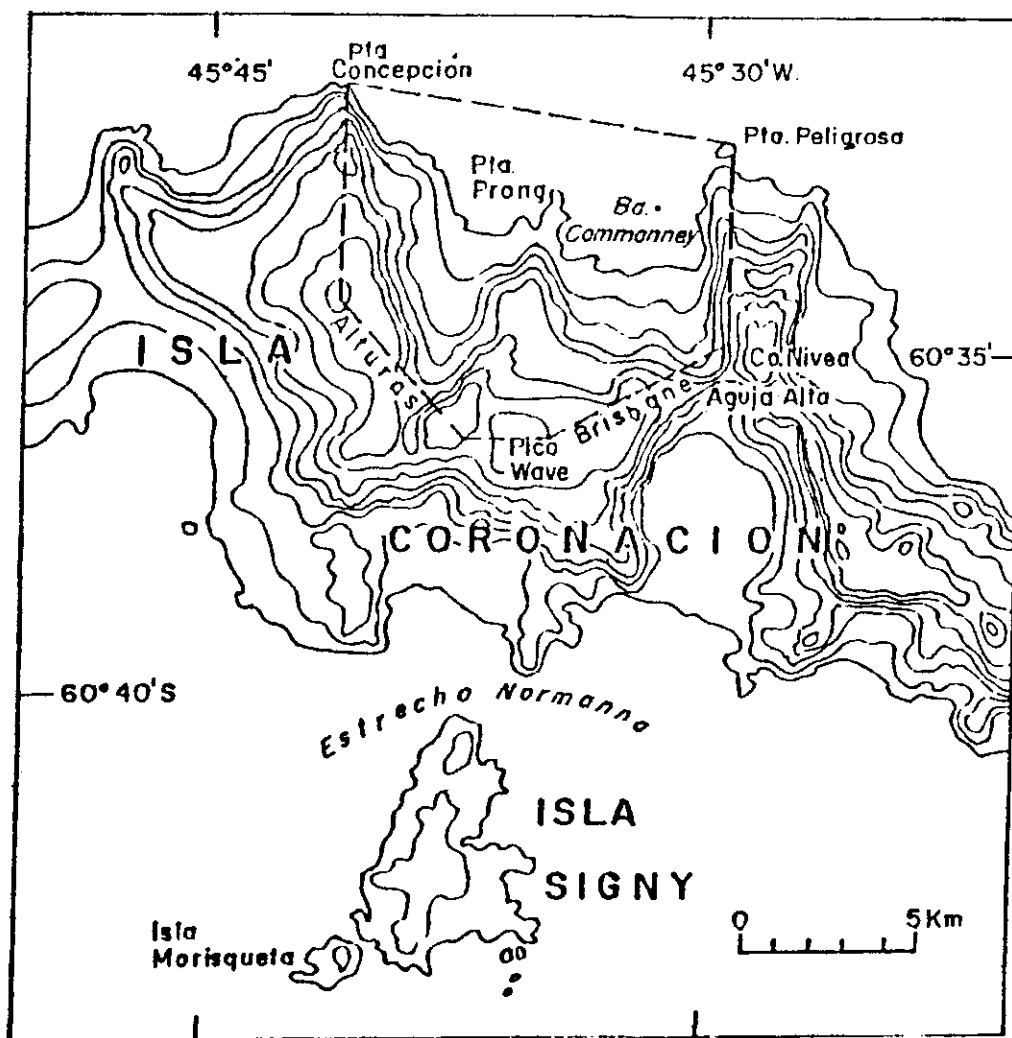 Pta
Concepción
45°45'
45°30'W.
Pta. Peligrosa
Pta.
Prong
Ba.
Commanney
ISLA
Alturas
Brisbane
Co. Nivea
60°35'
Aguja Alta
Pico
Wave
CORONACION
60°40'S
Estrecho Normanna
ISLA
SIGNY
Isla
Morisqueta
0 5Km